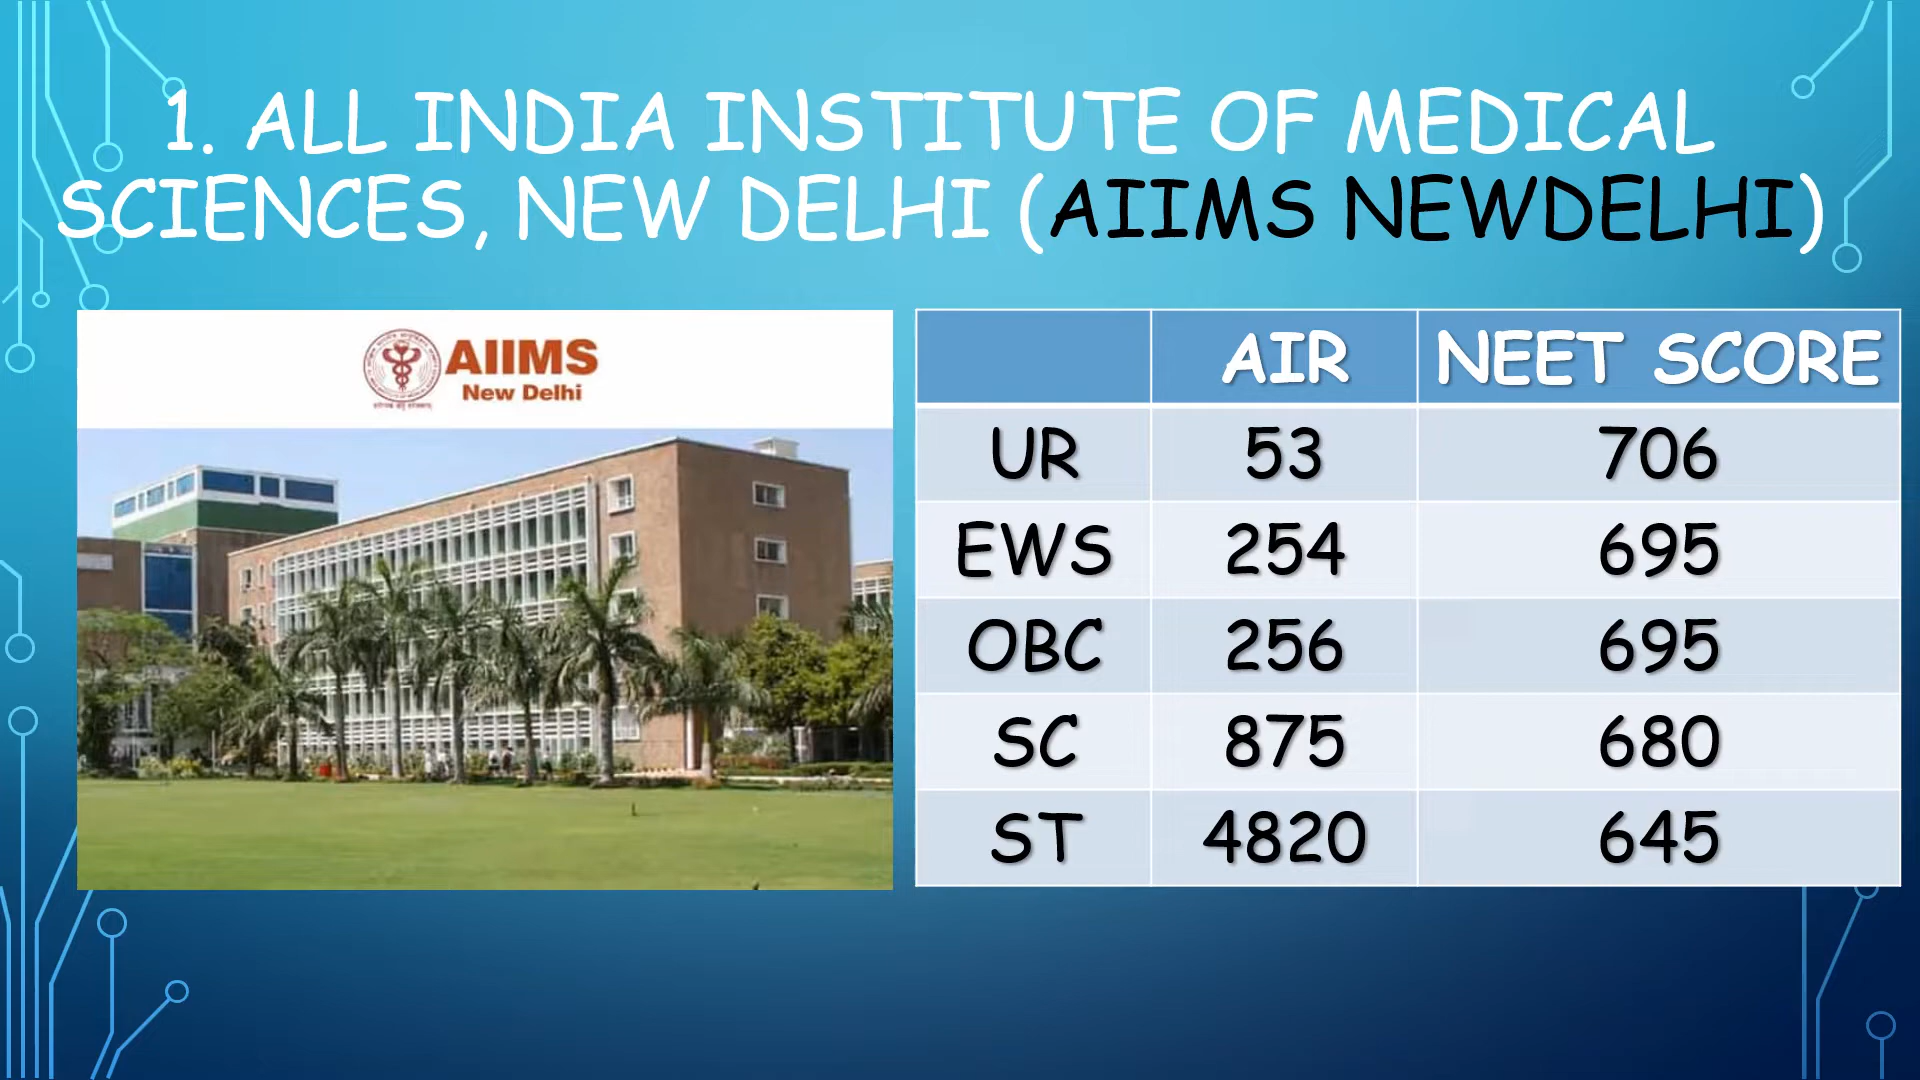 1. ALL INDIA INSTITUTE OF MEDICAL
SCIENCES, NEW DELHI (AIIMS NEWDELHI)
AIIMS
New Delhi
AIR NEET SCORE
UR 53 706
EWS 254 695
OBC 256 695
SC 875 680
ST 4820 645